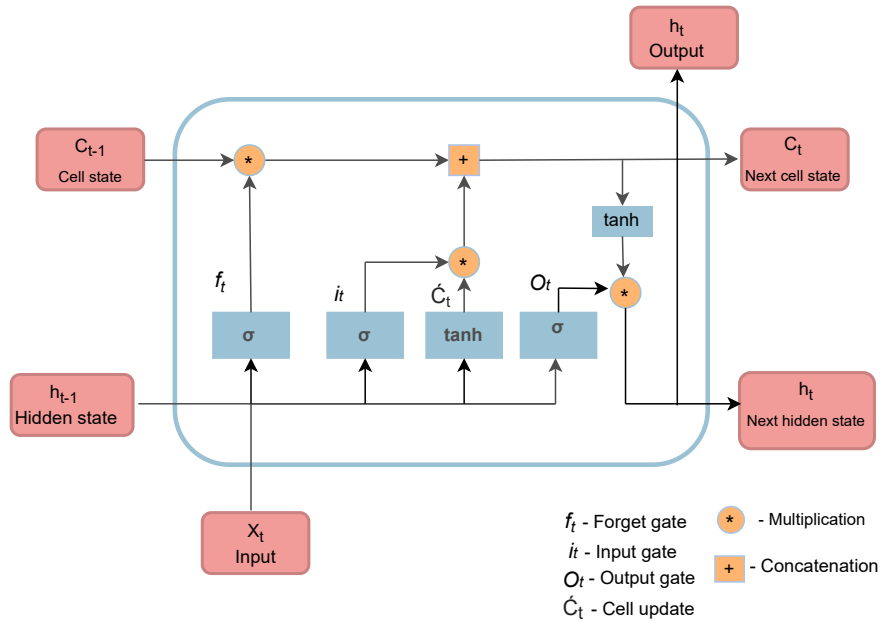 hₜ
Output
Cₜ₋₁
Cell state
*
+
Cₜ
Next cell state
tanh
fₜ
iₜ
*
Ćₜ
Oₜ
*
σ
σ
tanh
σ
hₜ₋₁
Hidden state
hₜ
Next hidden state
Xₜ
Input
fₜ - Forget gate
iₜ - Input gate
Oₜ - Output gate
Ćₜ - Cell update
* - Multiplication
+ - Concatenation